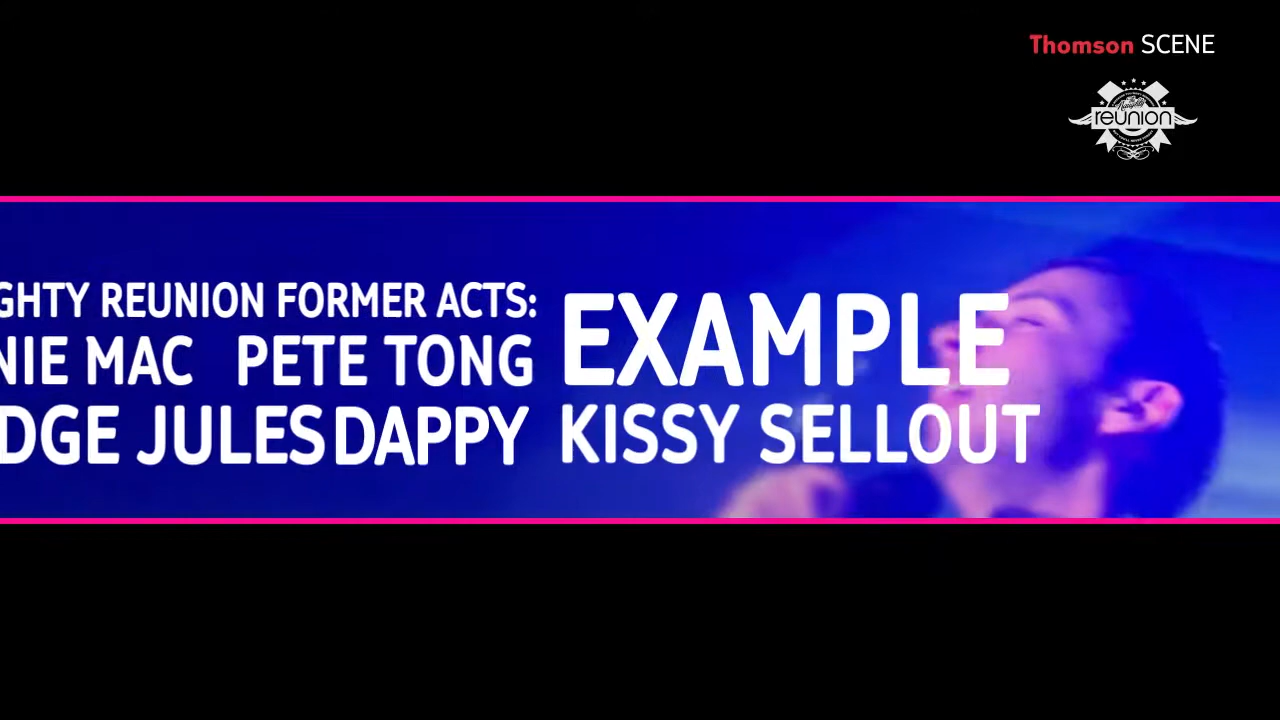 Thomson SCENE
reunion
GHTY REUNION FORMER ACTS:
NIE MAC PETE TONG EXAMPLE
DGE JULES DAPPY KISSY SELLOUT